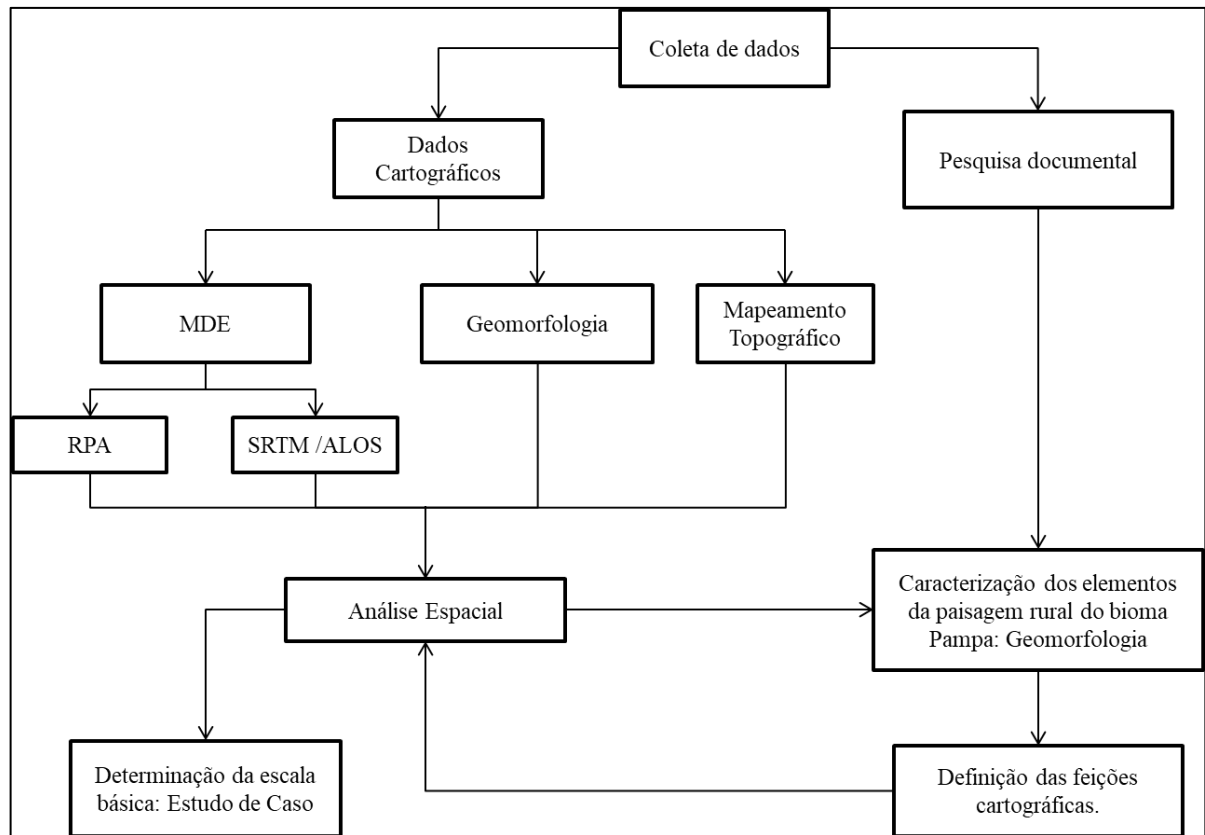 Coleta de dados
Dados
Cartográficos
Pesquisa documental
MDE
Geomorfologia
Mapeamento
Topográfico
RPA
SRTM /ALOS
Análise Espacial
Caracterização dos elementos
da paisagem rural do bioma
Pampa: Geomorfologia
Determinação da escala
básica: Estudo de Caso
Definição das feições
cartográficas.